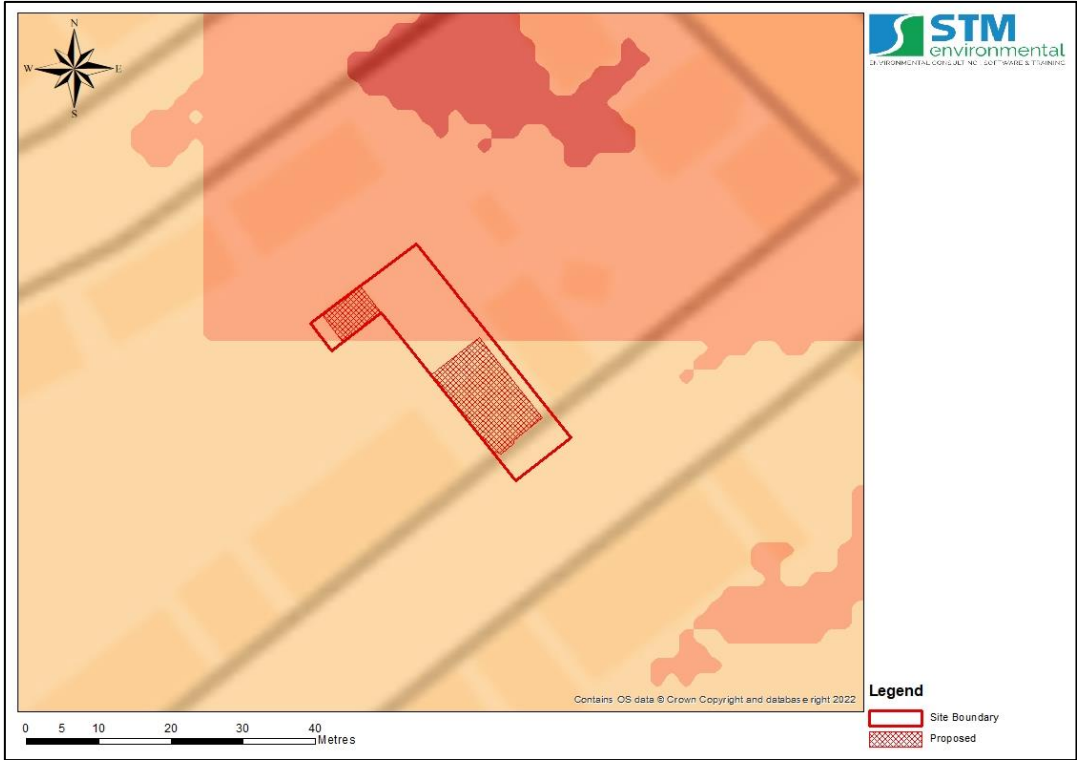 N
W E
S
STM
environmental
ENVIRONMENTAL CONSULTING , SOFTWARE & TRAINING
Contains OS data © Crown Copyright and database right 2022
Legend
Site Boundary
Proposed
0 5 10 20 30 40
Metres